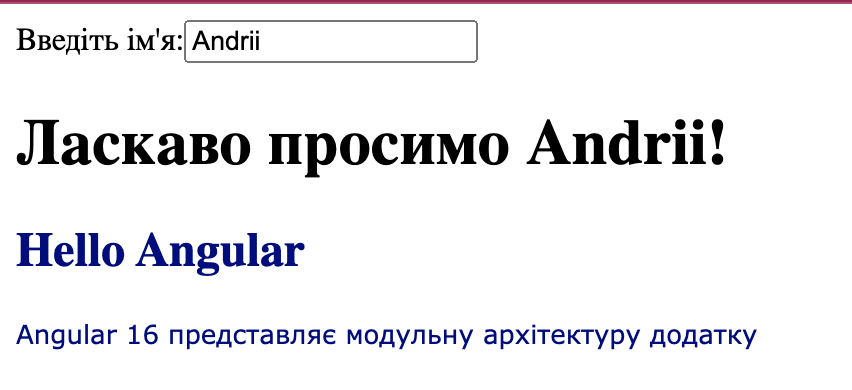 Введіть ім'я: Andrii
Ласкаво просимо Andrii!
Hello Angular
Angular 16 представляє модульну архітектуру додатку